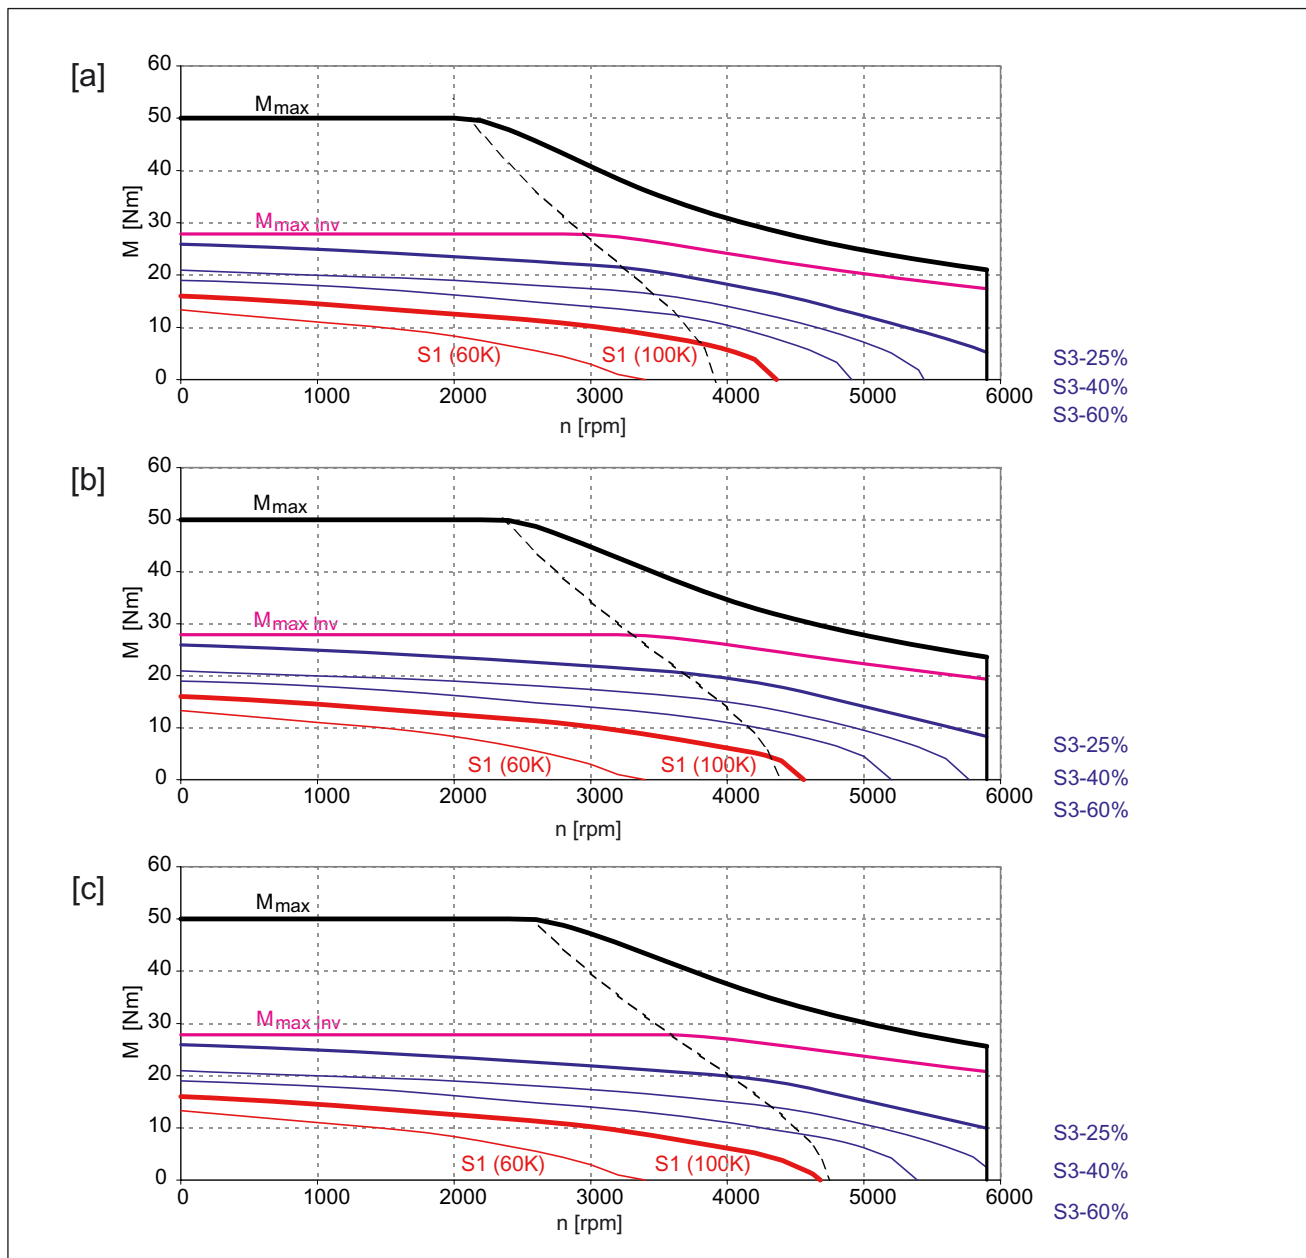 [a]
60
50
40
30
20
10
0
M [Nm]
Mmax
Mmax Inv
S1 (60K)
S1 (100K)
0 1000 2000 3000 4000 5000 6000
n [rpm]
S3-25%
S3-40%
S3-60%
[b]
60
50
40
30
20
10
0
M [Nm]
Mmax
Mmax Inv
S1 (60K)
S1 (100K)
0 1000 2000 3000 4000 5000 6000
n [rpm]
S3-25%
S3-40%
S3-60%
[c]
60
50
40
30
20
10
0
M [Nm]
Mmax
Mmax Inv
S1 (60K)
S1 (100K)
0 1000 2000 3000 4000 5000 6000
n [rpm]
S3-25%
S3-40%
S3-60%